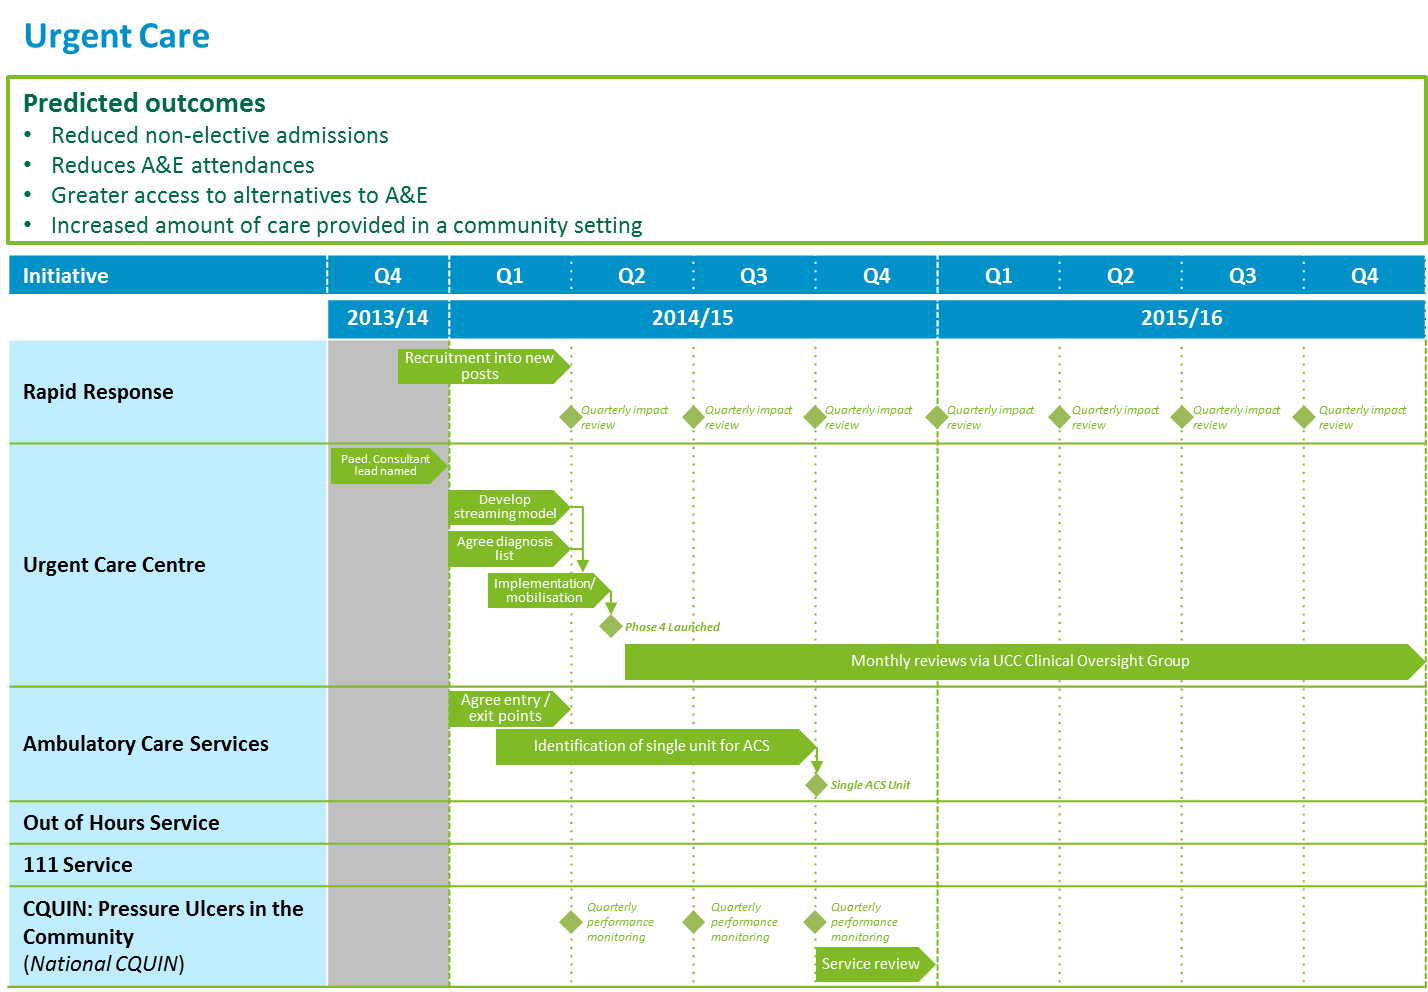 Urgent Care
Predicted outcomes
• Reduced non-elective admissions
• Reduces A&E attendances
• Greater access to alternatives to A&E
• Increased amount of care provided in a community setting
Initiative Q4 Q1 Q2 Q3 Q4 Q1 Q2 Q3 Q4
2013/14 2014/15 2015/16
Rapid Response
Recruitment into new
posts
Quarterly impact
review
Quarterly impact
review
Quarterly impact
review
Quarterly impact
review
Quarterly impact
review
Quarterly impact
review
Quarterly impact
review
Urgent Care Centre
Paed. Consultant
lead named
Develop
streaming model
Agree diagnosis
list
Implementation/
mobilisation
Phase 4 Launched
Monthly reviews via UCC Clinical Oversight Group
Ambulatory Care Services
Agree entry /
exit points
Identification of single unit for ACS
Single ACS Unit
Out of Hours Service
111 Service
CQUIN: Pressure Ulcers in the
Community
(National CQUIN)
Quarterly
performance
monitoring
Quarterly
performance
monitoring
Quarterly
performance
monitoring
Service review